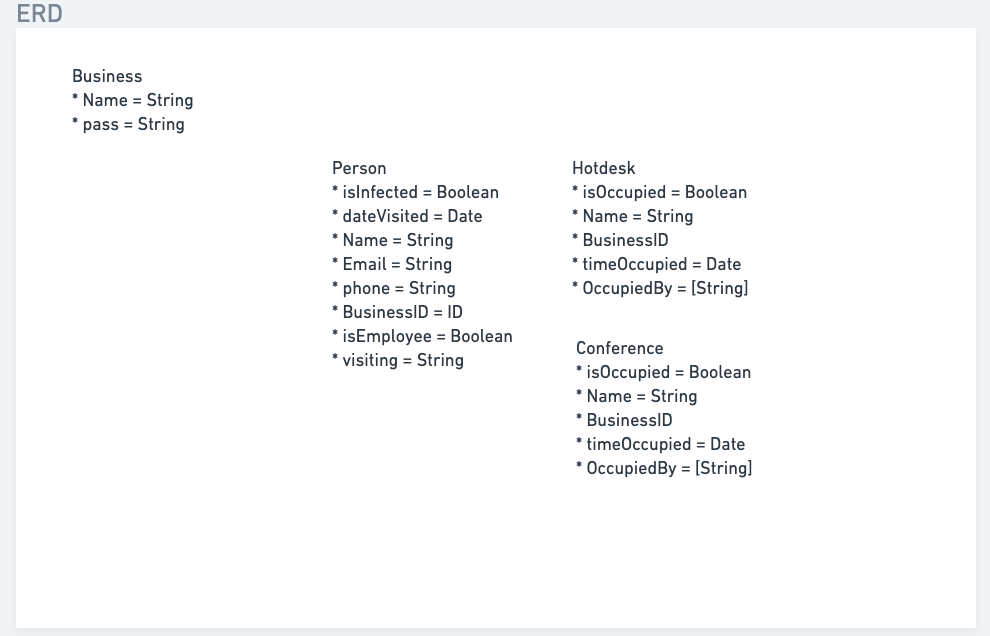 ERD
Business
* Name = String
* pass = String
Person
* isInfected = Boolean
* dateVisited = Date
* Name = String
* Email = String
* phone = String
* BusinessID = ID
* isEmployee = Boolean
* visiting = String
Hotdesk
* isOccupied = Boolean
* Name = String
* BusinessID
* timeOccupied = Date
* OccupiedBy = [String]
Conference
* isOccupied = Boolean
* Name = String
* BusinessID
* timeOccupied = Date
* OccupiedBy = [String]